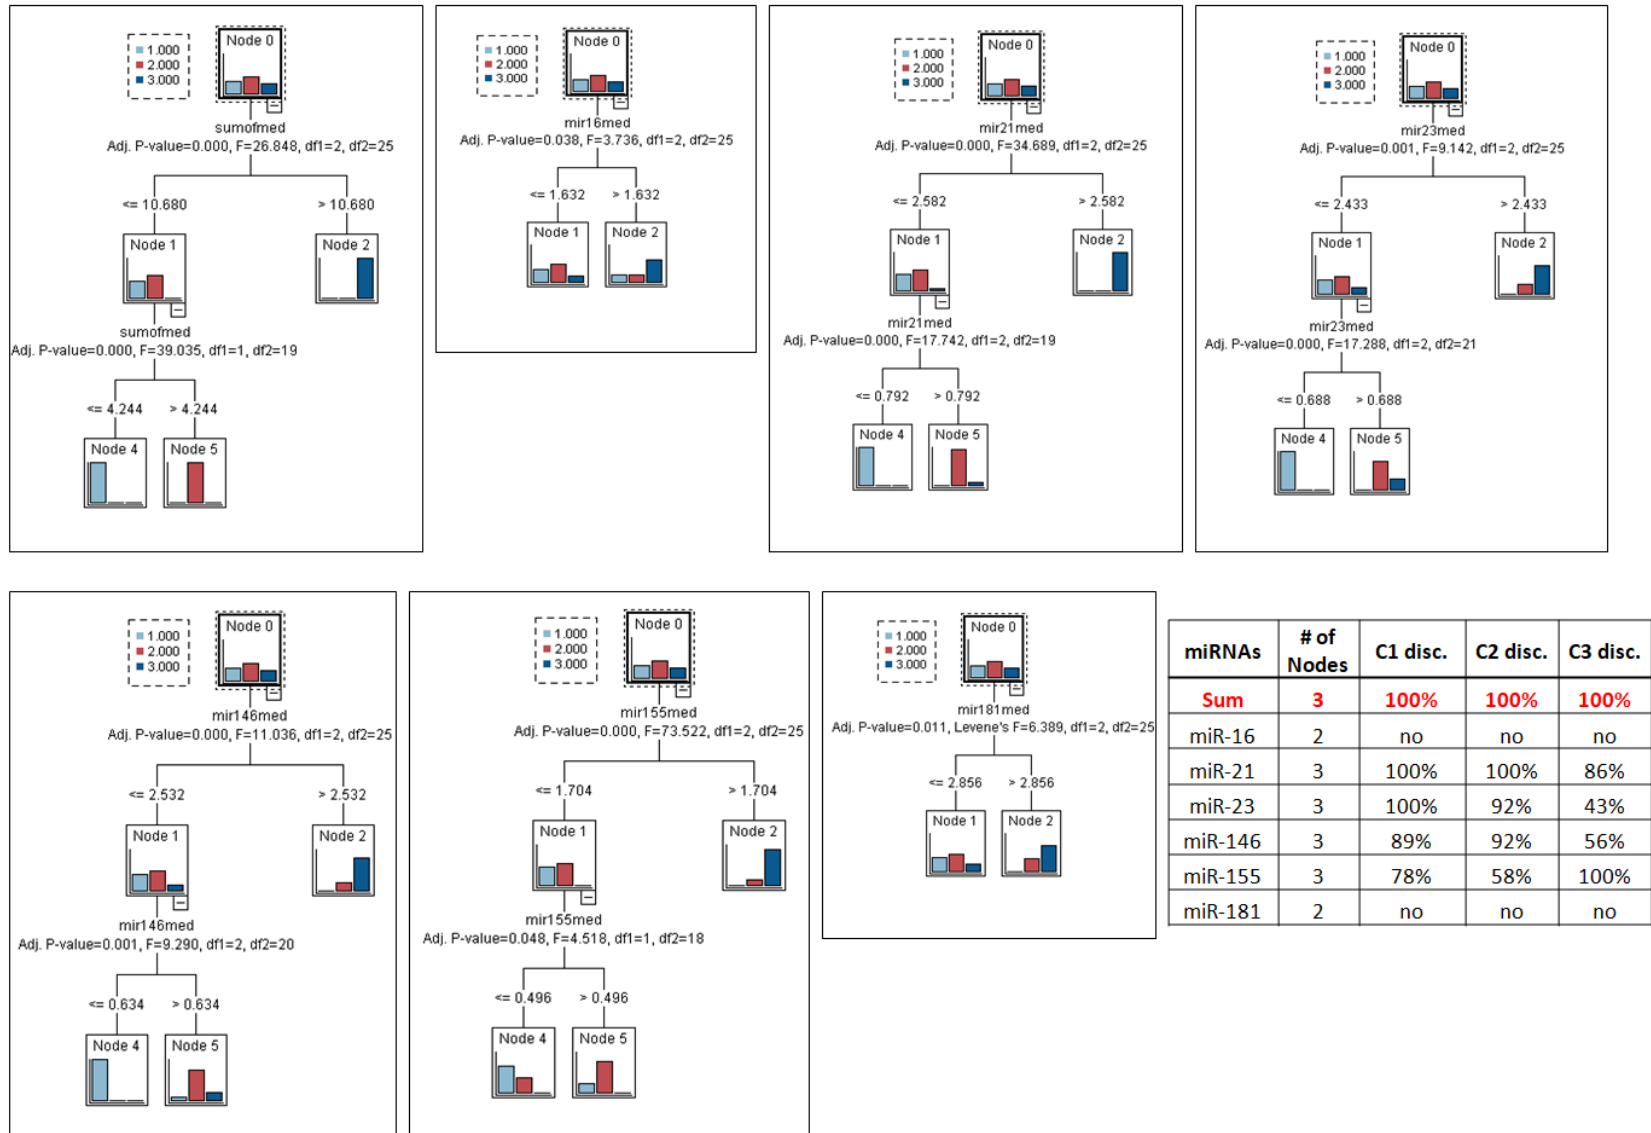 1.000
2.000
3.000
Node 0
sumofmed
Adj. P-value=0.000, F=26.848, df1=2, df2=25
<= 10.680
> 10.680
Node 1
Node 2
sumofmed
Adj. P-value=0.000, F=39.035, df1=1, df2=19
<= 4.244
> 4.244
Node 4
Node 5
1.000
2.000
3.000
Node 0
mir16med
Adj. P-value=0.038, F=3.736, df1=2, df2=25
<= 1.632
> 1.632
Node 1
Node 2
1.000
2.000
3.000
Node 0
mir21med
Adj. P-value=0.000, F=34.689, df1=2, df2=25
<= 2.582
> 2.582
Node 1
Node 2
mir21med
Adj. P-value=0.000, F=17.742, df1=2, df2=19
<= 0.792
> 0.792
Node 4
Node 5
1.000
2.000
3.000
Node 0
mir23med
Adj. P-value=0.001, F=9.142, df1=2, df2=25
<= 2.433
> 2.433
Node 1
Node 2
mir23med
Adj. P-value=0.000, F=17.288, df1=2, df2=21
<= 0.688
> 0.688
Node 4
Node 5
1.000
2.000
3.000
Node 0
mir146med
Adj. P-value=0.000, F=11.036, df1=2, df2=25
<= 2.532
> 2.532
Node 1
Node 2
mir146med
Adj. P-value=0.001, F=9.290, df1=2, df2=20
<= 0.634
> 0.634
Node 4
Node 5
1.000
2.000
3.000
Node 0
mir155med
Adj. P-value=0.000, F=73.522, df1=2, df2=25
<= 1.704
> 1.704
Node 1
Node 2
mir155med
Adj. P-value=0.048, F=4.518, df1=1, df2=18
<= 0.496
> 0.496
Node 4
Node 5
1.000
2.000
3.000
Node 0
mir181med
Adj. P-value=0.011, Levene's F=6.389, df1=2, df2=25
<= 2.856
> 2.856
Node 1
Node 2
miRNAs # of Nodes C1 disc. C2 disc. C3 disc.
Sum 3 100% 100% 100%
miR-16 2 no no no
miR-21 3 100% 100% 86%
miR-23 3 100% 92% 43%
miR-146 3 89% 92% 56%
miR-155 3 78% 58% 100%
miR-181 2 no no no